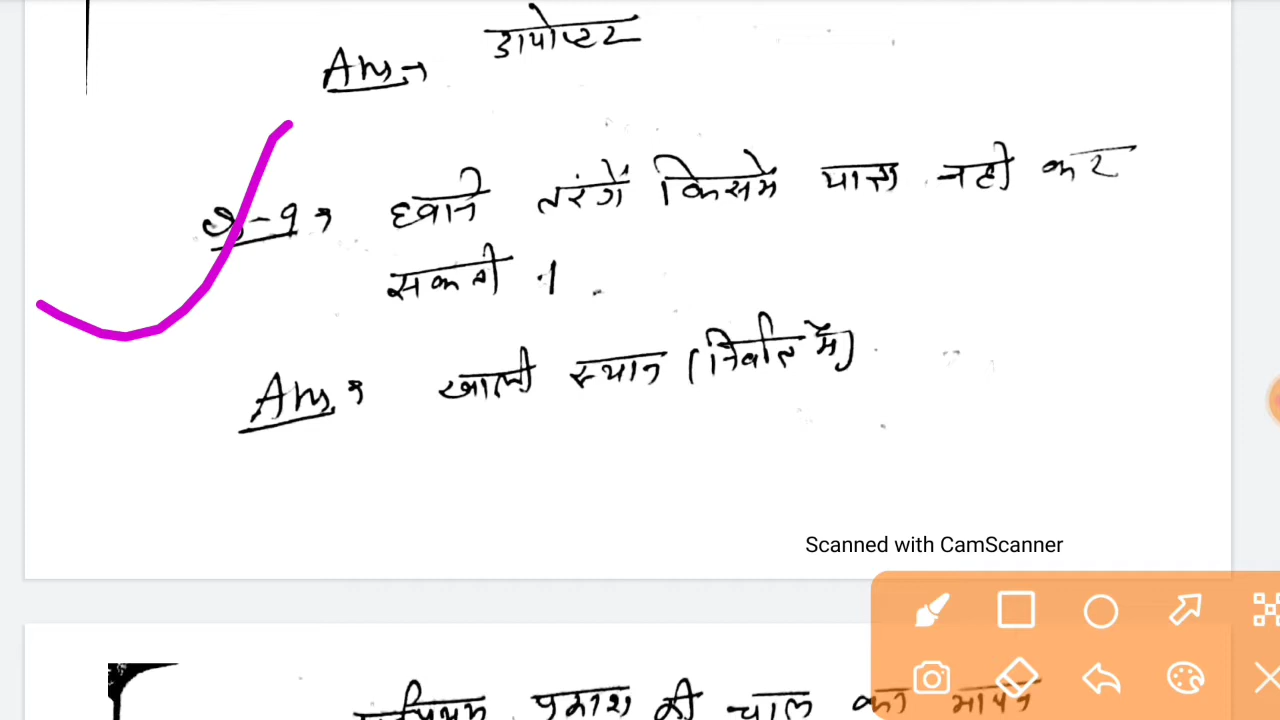 Ans → डायोप्टर
Q-9 → ध्वनि तरंगें किसमे यात्रा नही कर
सकती ।
Ans → खाली स्थान (निर्वात में)
Scanned with CamScanner
प्रकाश की चाल का मापन